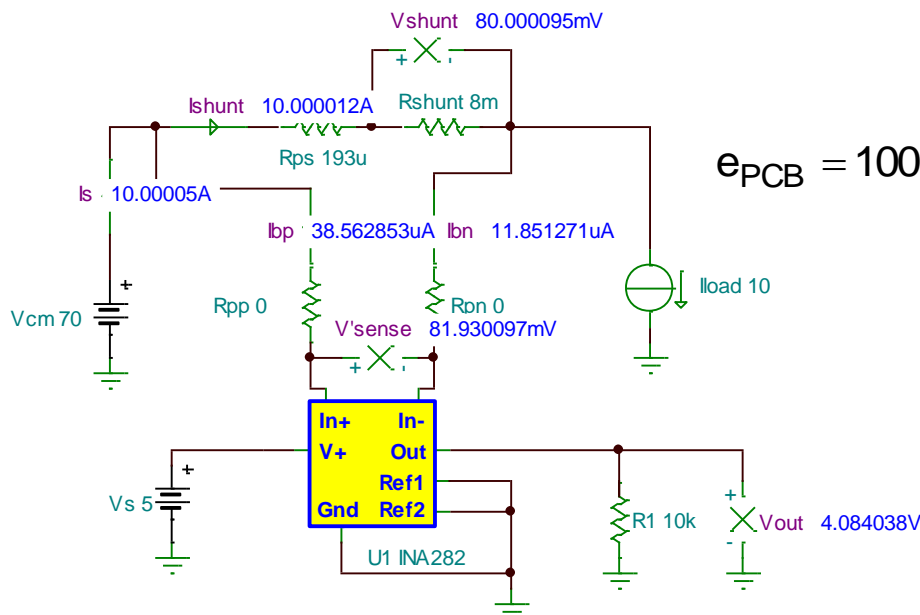 Vshunt 80.000095mV
+ -
Ishunt 10.000012A
Rshunt 8m
Rps 193u
ePCB = 100
Is 10.00005A
Ibp 38.562853uA
Ibn 11.851271uA
Rpp 0
Rpn 0
Iload 10
Vcm 70
+
V'sense 81.930097mV
+ -
In+ In-
V+ Out
Ref1
Gnd Ref2
Vs 5
+
R1 10k
+
Vout 4.084038V
-
U1 INA282